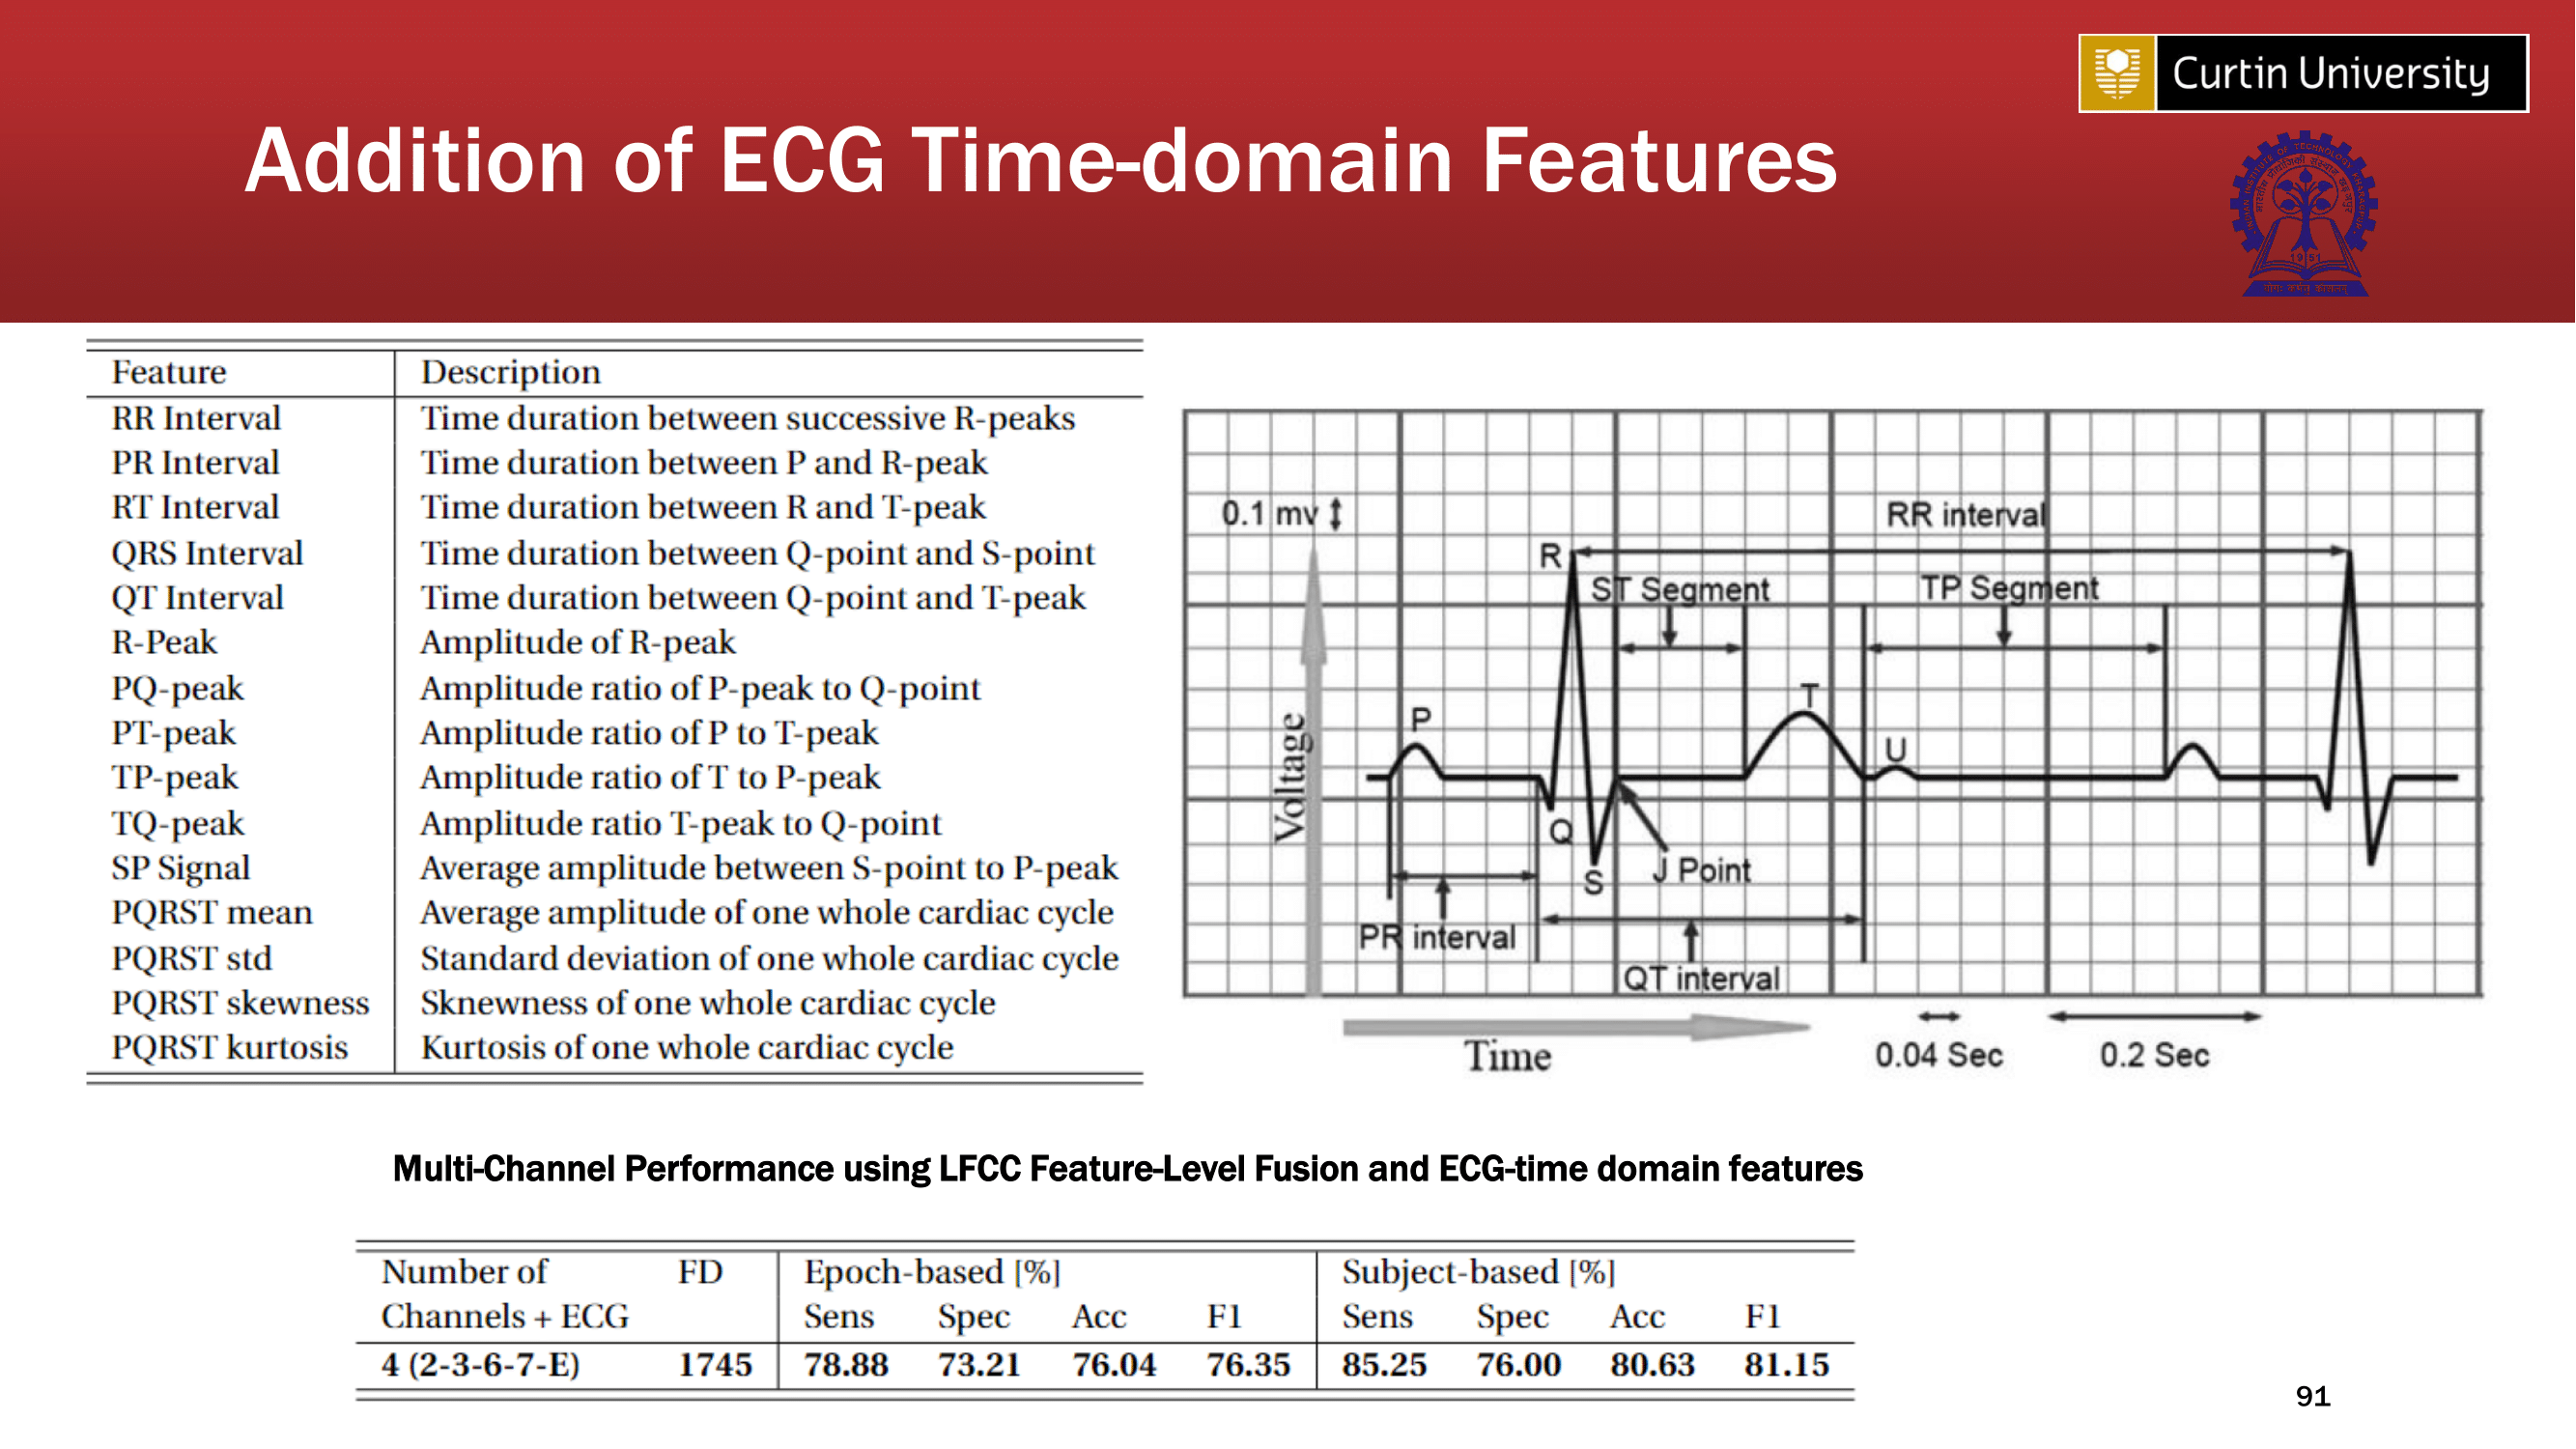 Curtin University
Addition of ECG Time-domain Features
1951
Feature Description
RR Interval Time duration between successive R-peaks
PR Interval Time duration between P and R-peak
RT Interval Time duration between R and T-peak
QRS Interval Time duration between Q-point and S-point
QT Interval Time duration between Q-point and T-peak
R-Peak Amplitude of R-peak
PQ-peak Amplitude ratio of P-peak to Q-point
PT-peak Amplitude ratio of P to T-peak
TP-peak Amplitude ratio of T to P-peak
TQ-peak Amplitude ratio T-peak to Q-point
SP Signal Average amplitude between S-point to P-peak
PQRST mean Average amplitude of one whole cardiac cycle
PQRST std Standard deviation of one whole cardiac cycle
PQRST skewness Sknewness of one whole cardiac cycle
PQRST kurtosis Kurtosis of one whole cardiac cycle
0.1 mv
RR interval
R
ST Segment
TP Segment
T
P
U
Voltage
Q
S
J Point
PR interval
QT interval
Time
0.04 Sec
0.2 Sec
Multi-Channel Performance using LFCC Feature-Level Fusion and ECG-time domain features
Number of FD Epoch-based [%] Subject-based [%]
Channels + ECG Sens Spec Acc F1 Sens Spec Acc F1
4 (2-3-6-7-E) 1745 78.88 73.21 76.04 76.35 85.25 76.00 80.63 81.15
91